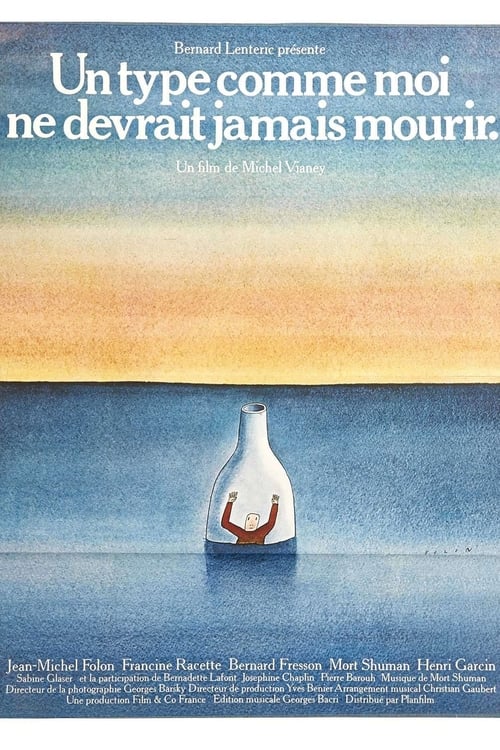 Bernard Lenteric présente
Un type comme moi
ne devrait jamais mourir.
Un film de Michel Vianey
FOLON
Jean-Michel Folon Francine Racette Bernard Fresson Mort Shuman Henri Garcin
Sabine Glaser et la participation de Bernadette Lafont Josephine Chaplin Pierre Barouh Musique de Mort Shuman
Directeur de la photographie Georges Barsky Directeur de production Yves Benier Arrangement musical Christian Gaubert
Une production Film & Co France Edition musicale Georges Bacri Distribué par Planfilm